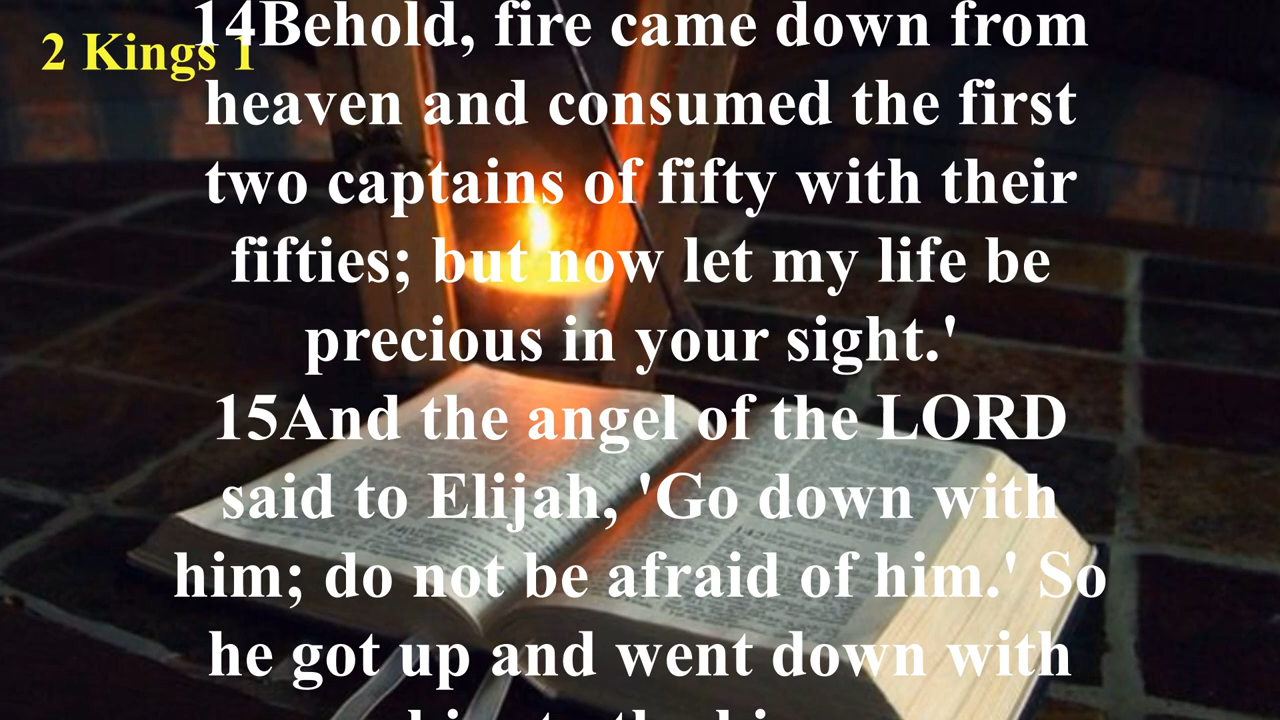 2 Kings 1
14Behold, fire came down from
heaven and consumed the first
two captains of fifty with their
fifties; but now let my life be
precious in your sight.'
15And the angel of the LORD
said to Elijah, 'Go down with
him; do not be afraid of him.' So
he got up and went down with